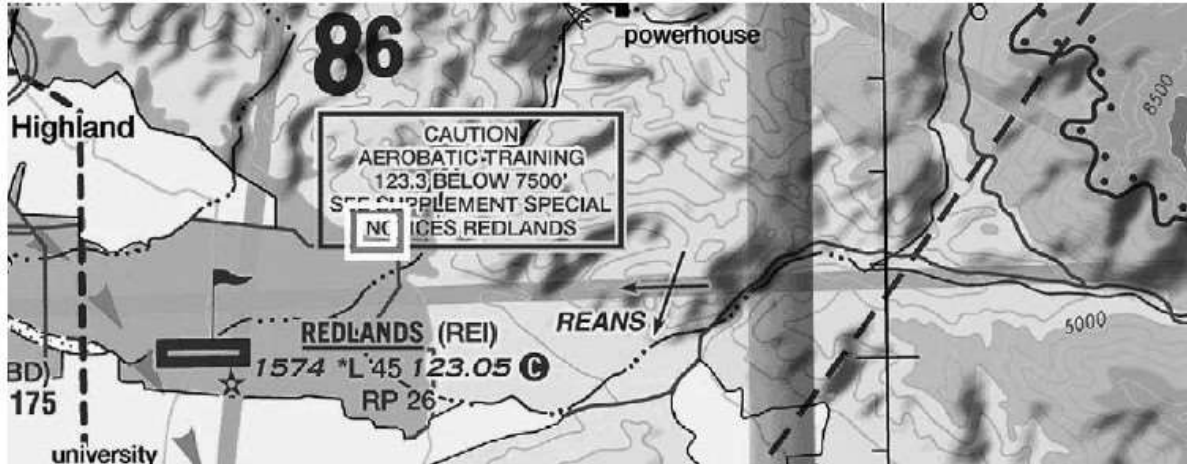 86
powerhouse
Highland
CAUTION
AEROBATIC TRAINING
123.3 BELOW 7500'
SEE SUPPLEMENT SPECIAL
NOTICES REDLANDS
8500
REANS
REDLANDS (REI)
5000
1574 *L 45 123.05 C
BD)
175
RP 26
university